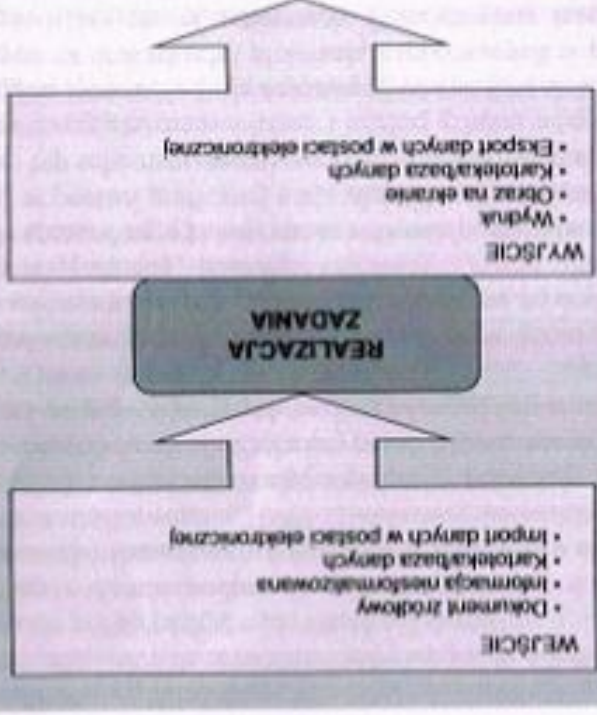 WEJŚCIE
• Dokument źródłowy
• Informacja niesformalizowana
• Kartoteka/baza danych
• Import danych w postaci elektronicznej
REALIZACJA
ZADANIA
WYJŚCIE
• Wydruk
• Obraz na ekranie
• Kartoteka/baza danych
• Eksport danych w postaci elektronicznej